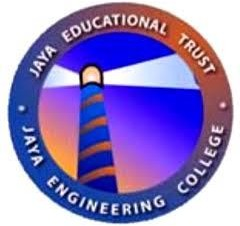 JAYA EDUCATIONAL TRUST
JAYA ENGINEERING COLLEGE